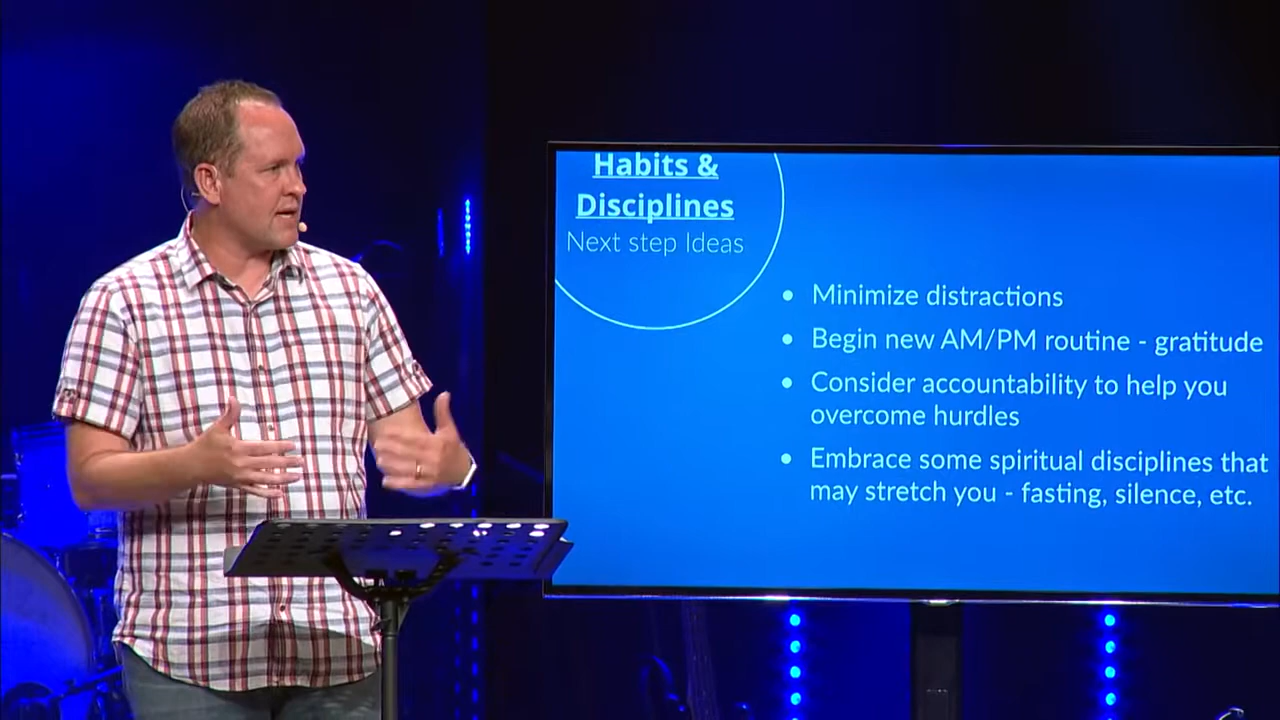 Habits &
Disciplines
Next step Ideas
• Minimize distractions
• Begin new AM/PM routine - gratitude
• Consider accountability to help you
overcome hurdles
• Embrace some spiritual disciplines that
may stretch you - fasting, silence, etc.